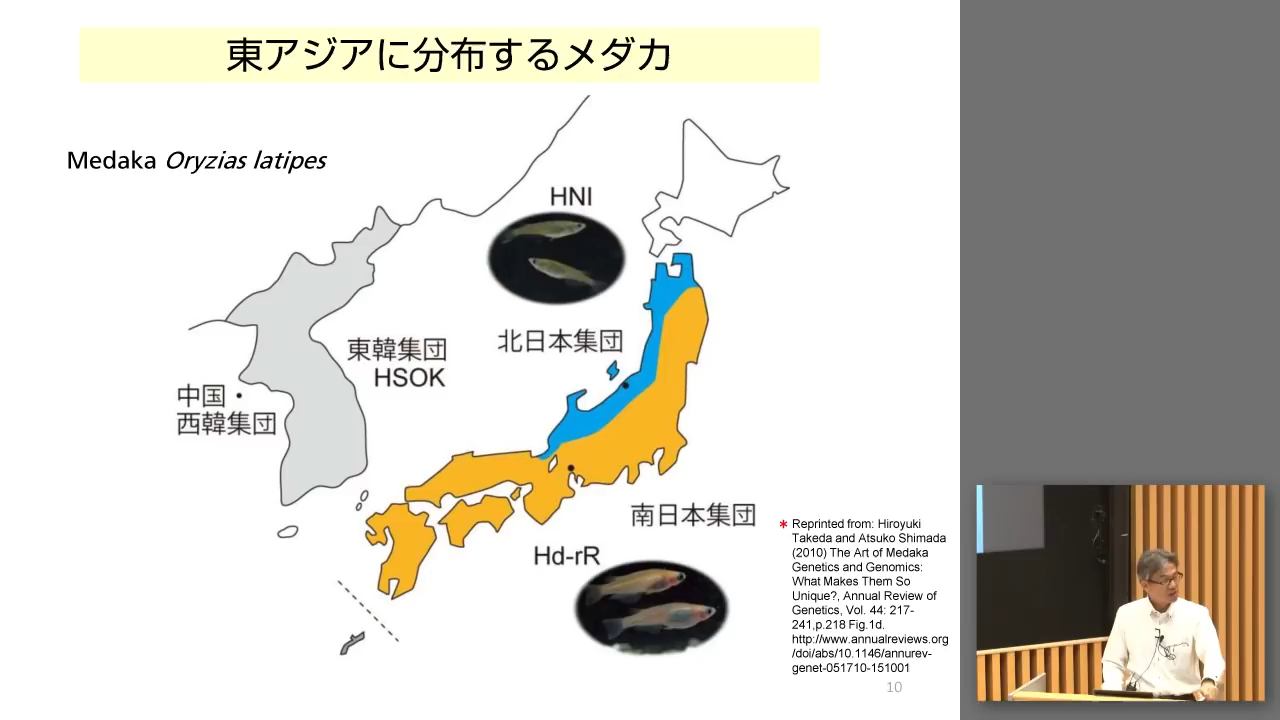 東アジアに分布するメダカ
Medaka Oryzias latipes
HNI
北日本集団
東韓集団
HSOK
中国・
西韓集団
南日本集団
Hd-rR
* Reprinted from: Hiroyuki
Takeda and Atsuko Shimada
(2010) The Art of Medaka
Genetics and Genomics:
What Makes Them So
Unique?, Annual Review of
Genetics, Vol. 44: 217-
241,p.218 Fig.1d.
http://www.annualreviews.org
/doi/abs/10.1146/annurev-
genet-051710-151001
10